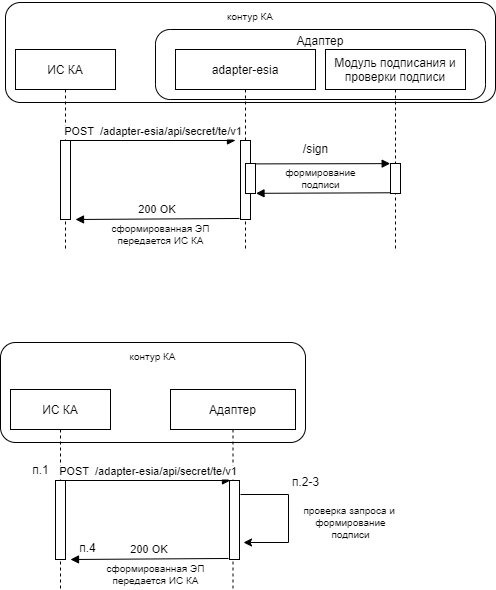 контур КА
Адаптер
ИС КА
adapter-esia
Модуль подписания и
проверки подписи
POST /adapter-esia/api/secret/te/v1
/sign
формирование
подписи
200 OK
сформированная ЭП
передается ИС КА
контур КА
ИС КА
Адаптер
п.1
POST /adapter-esia/api/secret/te/v1
п.2-3
проверка запроса и
формирование
подписи
п.4
200 OK
сформированная ЭП
передается ИС КА